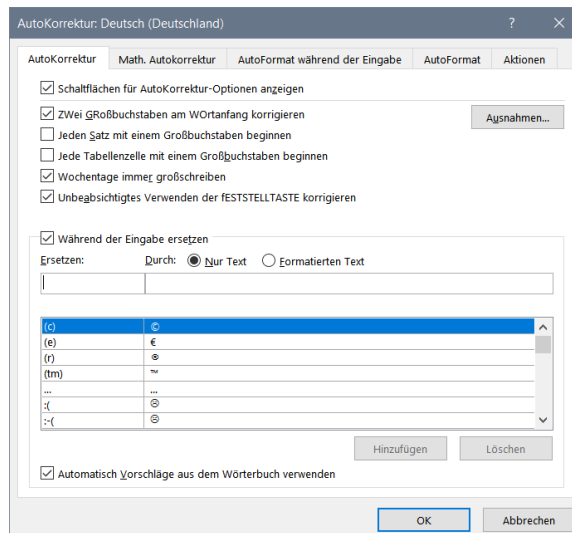 AutoKorrektur: Deutsch (Deutschland) ? ×
AutoKorrektur Math. Autokorrektur AutoFormat während der Eingabe AutoFormat Aktionen
Schaltflächen für AutoKorrektur-Optionen anzeigen
ZWei GRoßbuchstaben am WOrtanfang korrigieren
Ausnahmen...
Jeden Satz mit einem Großbuchstaben beginnen
Jede Tabellenzelle mit einem Großbuchstaben beginnen
Wochentage immer großschreiben
Unbeabsichtigtes Verwenden der fESTSTELLTASTE korrigieren
Während der Eingabe ersetzen
Ersetzen: Durch: Nur Text Formatierten Text
(c) ©
(e) €
(r) ®
(tm) ™
... ...
:( ☹
:-( ☹
Hinzufügen Löschen
Automatisch Vorschläge aus dem Wörterbuch verwenden
OK Abbrechen